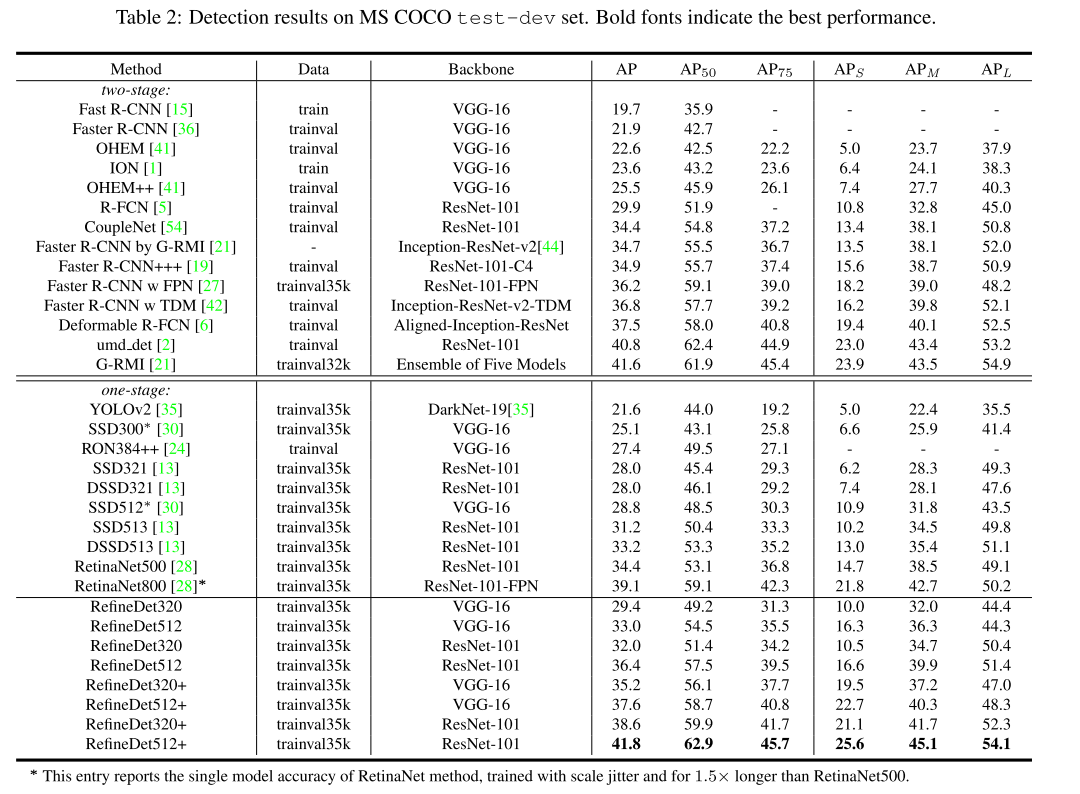 Table 2: Detection results on MS COCO test-dev set. Bold fonts indicate the best performance.
Method Data Backbone AP AP50 AP75 APS APM APL
two-stage:
Fast R-CNN [15] train VGG-16 19.7 35.9 - - - -
Faster R-CNN [36] trainval VGG-16 21.9 42.7 - - - -
OHEM [41] trainval VGG-16 22.6 42.5 22.2 5.0 23.7 37.9
ION [1] train VGG-16 23.6 43.2 23.6 6.4 24.1 38.3
OHEM++ [41] trainval VGG-16 25.5 45.9 26.1 7.4 27.7 40.3
R-FCN [5] trainval ResNet-101 29.9 51.9 - 10.8 32.8 45.0
CoupleNet [54] trainval ResNet-101 34.4 54.8 37.2 13.4 38.1 50.8
Faster R-CNN by G-RMI [21] - Inception-ResNet-v2[44] 34.7 55.5 36.7 13.5 38.1 52.0
Faster R-CNN+++ [19] trainval ResNet-101-C4 34.9 55.7 37.4 15.6 38.7 50.9
Faster R-CNN w FPN [27] trainval35k ResNet-101-FPN 36.2 59.1 39.0 18.2 39.0 48.2
Faster R-CNN w TDM [42] trainval Inception-ResNet-v2-TDM 36.8 57.7 39.2 16.2 39.8 52.1
Deformable R-FCN [6] trainval Aligned-Inception-ResNet 37.5 58.0 40.8 19.4 40.1 52.5
umd_det [2] trainval ResNet-101 40.8 62.4 44.9 23.0 43.4 53.2
G-RMI [21] trainval32k Ensemble of Five Models 41.6 61.9 45.4 23.9 43.5 54.9
one-stage:
YOLOv2 [35] trainval35k DarkNet-19[35] 21.6 44.0 19.2 5.0 22.4 35.5
SSD300* [30] trainval35k VGG-16 25.1 43.1 25.8 6.6 25.9 41.4
RON384++ [24] trainval VGG-16 27.4 49.5 27.1 - - -
SSD321 [13] trainval35k ResNet-101 28.0 45.4 29.3 6.2 28.3 49.3
DSSD321 [13] trainval35k ResNet-101 28.0 46.1 29.2 7.4 28.1 47.6
SSD512* [30] trainval35k VGG-16 28.8 48.5 30.3 10.9 31.8 43.5
SSD513 [13] trainval35k ResNet-101 31.2 50.4 33.3 10.2 34.5 49.8
DSSD513 [13] trainval35k ResNet-101 33.2 53.3 35.2 13.0 35.4 51.1
RetinaNet500 [28] trainval35k ResNet-101 34.4 53.1 36.8 14.7 38.5 49.1
RetinaNet800 [28]* trainval35k ResNet-101-FPN 39.1 59.1 42.3 21.8 42.7 50.2
RefineDet320 trainval35k VGG-16 29.4 49.2 31.3 10.0 32.0 44.4
RefineDet512 trainval35k VGG-16 33.0 54.5 35.5 16.3 36.3 44.3
RefineDet320 trainval35k ResNet-101 32.0 51.4 34.2 10.5 34.7 50.4
RefineDet512 trainval35k ResNet-101 36.4 57.5 39.5 16.6 39.9 51.4
RefineDet320+ trainval35k VGG-16 35.2 56.1 37.7 19.5 37.2 47.0
RefineDet512+ trainval35k VGG-16 37.6 58.7 40.8 22.7 40.3 48.3
RefineDet320+ trainval35k ResNet-101 38.6 59.9 41.7 21.1 41.7 52.3
RefineDet512+ trainval35k ResNet-101 41.8 62.9 45.7 25.6 45.1 54.1
* This entry reports the single model accuracy of RetinaNet method, trained with scale jitter and for 1.5× longer than RetinaNet500.